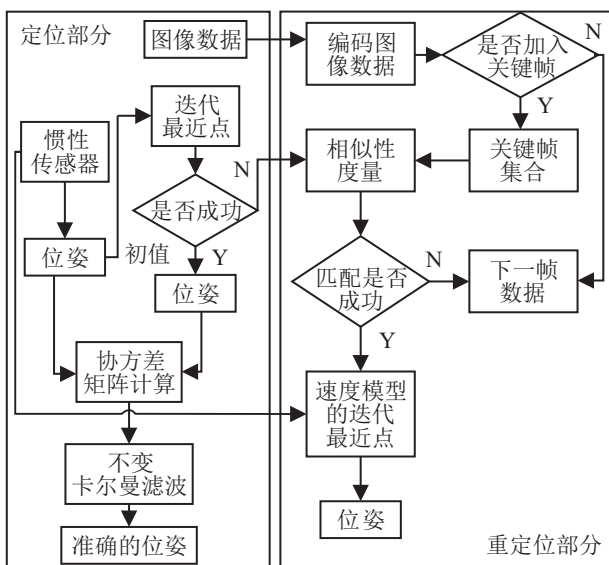 定位部分
图像数据
惯性
传感器
迭代
最近点
是否成功
N
Y
位姿
初值
位姿
协方差
矩阵计算
不变
卡尔曼滤波
准确的位姿
编码图
像数据
是否加入
关键帧
N
Y
关键帧
集合
相似性
度量
匹配是否
成功
N
Y
下一帧
数据
速度模型
的迭代
最近点
位姿
重定位部分